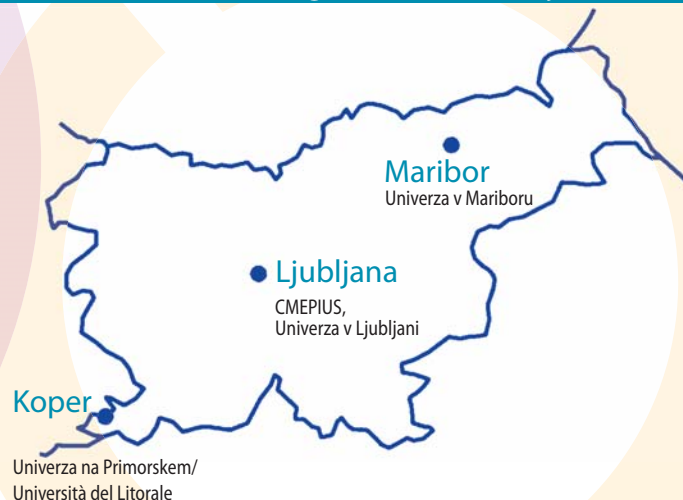 Maribor
Univerza v Mariboru
Ljubljana
CMEPIUS,
Univerza v Ljubljani
Koper
Univerza na Primorskem/
Università del Litorale